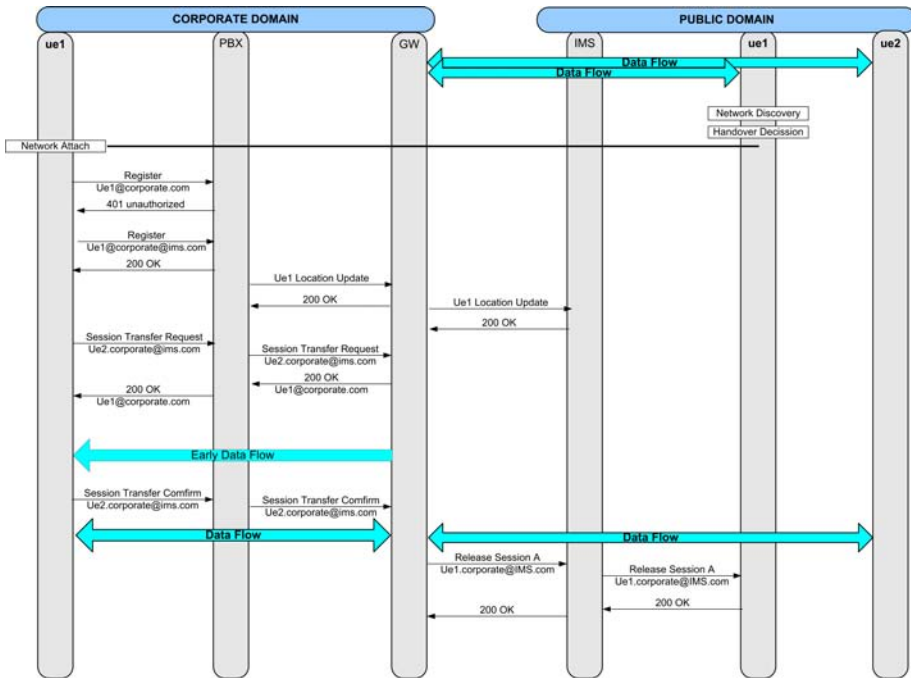 CORPORATE DOMAIN
PUBLIC DOMAIN
ue1
PBX
GW
IMS
ue1
ue2
Data Flow
Data Flow
Network Discovery
Handover Decission
Network Attach
Register
Ue1@corporate.com
401 unauthorized
Register
Ue1@corporate@ims.com
200 OK
Ue1 Location Update
200 OK
Ue1 Location Update
200 OK
Session Transfer Request
Ue2.corporate@ims.com
Session Transfer Request
Ue2.corporate@ims.com
200 OK
Ue1@corporate.com
200 OK
Ue1@corporate.com
Early Data Flow
Session Transfer Comfirm
Ue2.corporate@ims.com
Session Transfer Comfirm
Ue2.corporate@ims.com
Data Flow
Data Flow
Release Session A
Ue1.corporate@IMS.com
Release Session A
Ue1.corporate@IMS.com
200 OK
200 OK